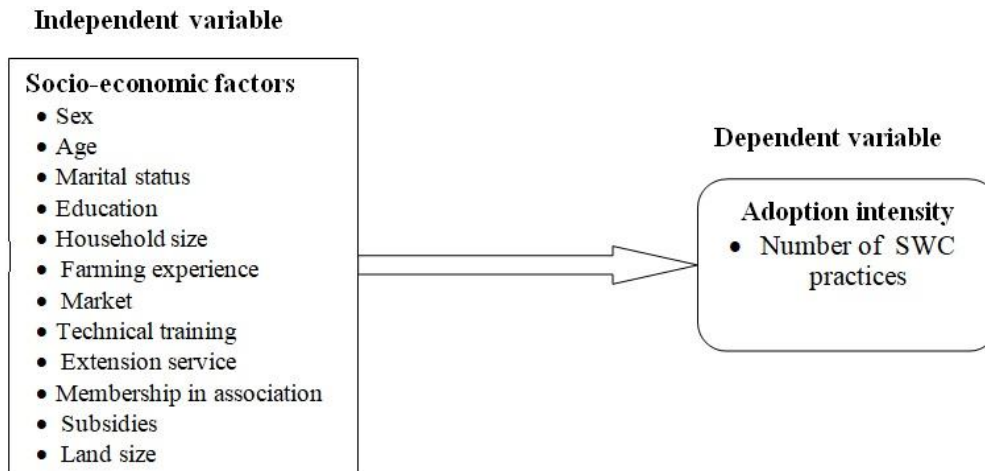 Independent variable
Socio-economic factors
• Sex
• Age
• Marital status
• Education
• Household size
• Farming experience
• Market
• Technical training
• Extension service
• Membership in association
• Subsidies
• Land size
Dependent variable
Adoption intensity
• Number of SWC
practices